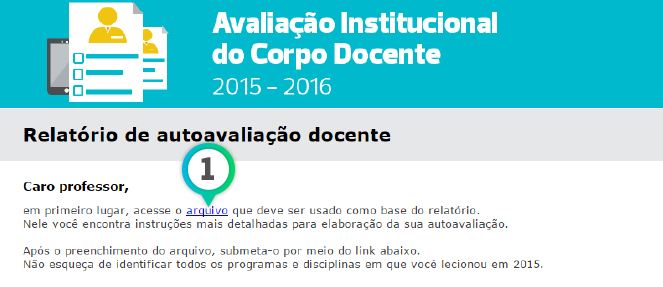 Avaliação Institucional
do Corpo Docente
2015 – 2016
Relatório de autoavaliação docente
1
Caro professor,
em primeiro lugar, acesse o arquivo que deve ser usado como base do relatório.
Nele você encontra instruções mais detalhadas para elaboração da sua autoavaliação.
Após o preenchimento do arquivo, submeta-o por meio do link abaixo.
Não esqueça de identificar todos os programas e disciplinas em que você lecionou em 2015.